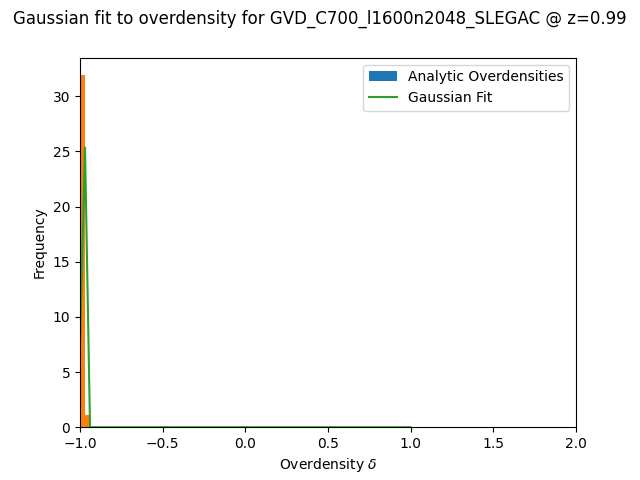 Gaussian fit to overdensity for GVD_C700_l1600n2048_SLEGAC @ z=0.99
Analytic Overdensities
Gaussian Fit
Frequency
30
25
20
15
10
5
0
−1.0 −0.5 0.0 0.5 1.0 1.5 2.0
Overdensity δ